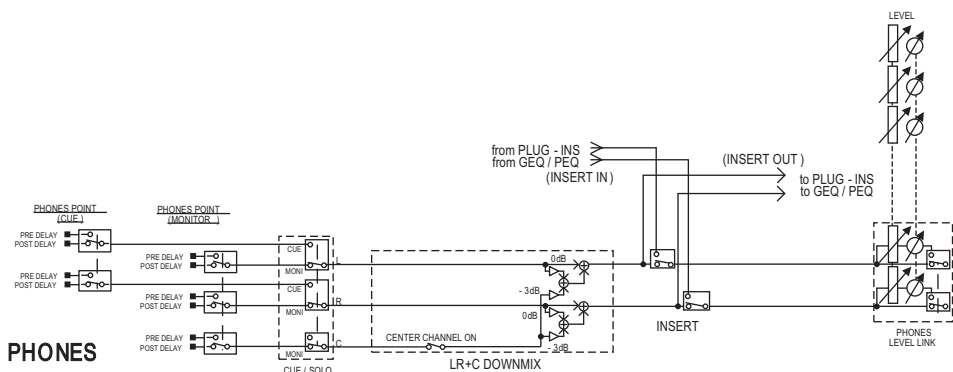 LEVEL
from PLUG - INS
from GEQ / PEQ
(INSERT IN)
(INSERT OUT )
to PLUG - INS
to GEQ / PEQ
PHONES POINT
(CUE )
PHONES POINT
(MONITOR )
PRE DELAY
POST DELAY
PRE DELAY
POST DELAY
CUE
MONI
L
0dB
- 3dB
PRE DELAY
POST DELAY
PRE DELAY
POST DELAY
CUE
MONI
R
0dB
INSERT
PRE DELAY
POST DELAY
MONI
C
CENTER CHANNEL ON
- 3dB
PHONES
LEVEL LINK
PHONES
CUE / SOLO
LR+C DOWNMIX